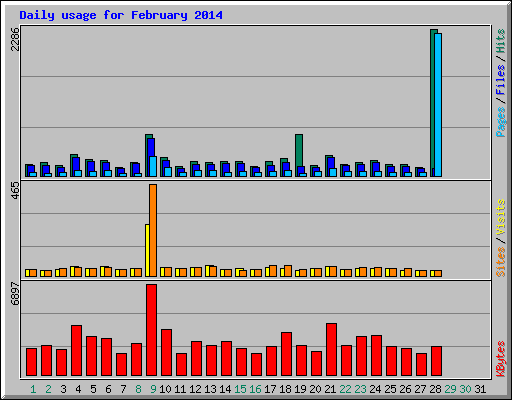 Daily usage for February 2014
2286
Pages / Files / Hits
465
Sites / Visits
6897
KBytes
1 2 3 4 5 6 7 8 9 10 11 12 13 14 15 16 17 18 19 20 21 22 23 24 25 26 27 28 29 30 31